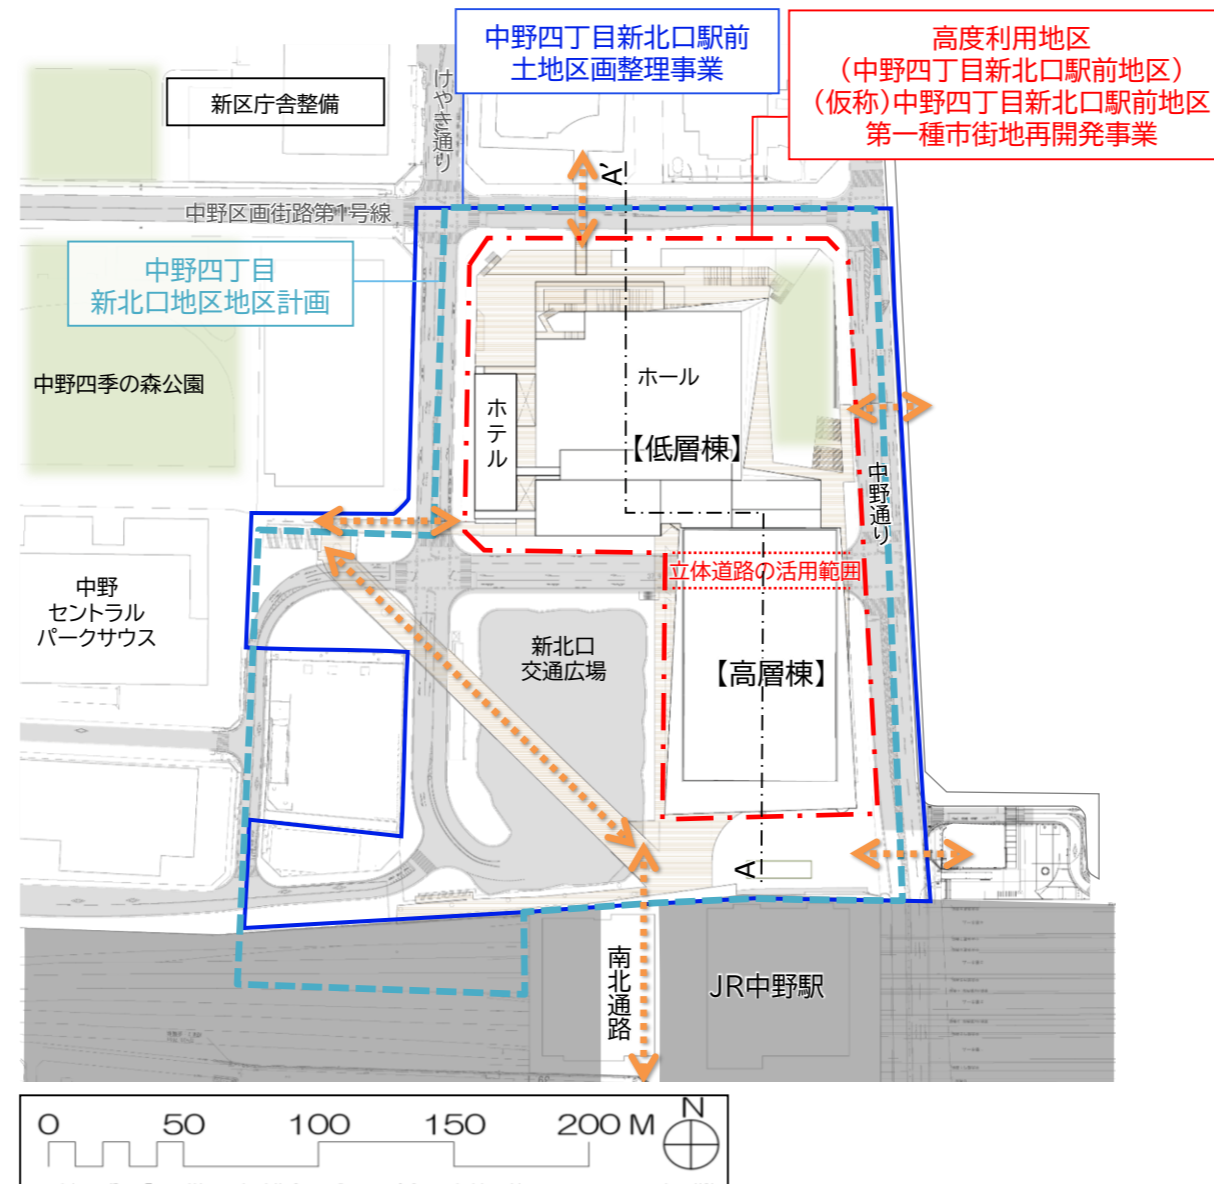 中野四丁目新北口駅前
土地区画整理事業
高度利用地区
（中野四丁目新北口駅前地区）
（仮称）中野四丁目新北口駅前地区
第一種市街地再開発事業
新区庁舎整備
けやき通り
A'
中野区画街路第1号線
中野四丁目
新北口地区地区計画
中野四季の森公園
ホール
ホテル
【低層棟】
中野通り
立体道路の活用範囲
中野
セントラル
パークサウス
新北口
交通広場
【高層棟】
A
南北通路
JR中野駅
0 50 100 150 200 M
N